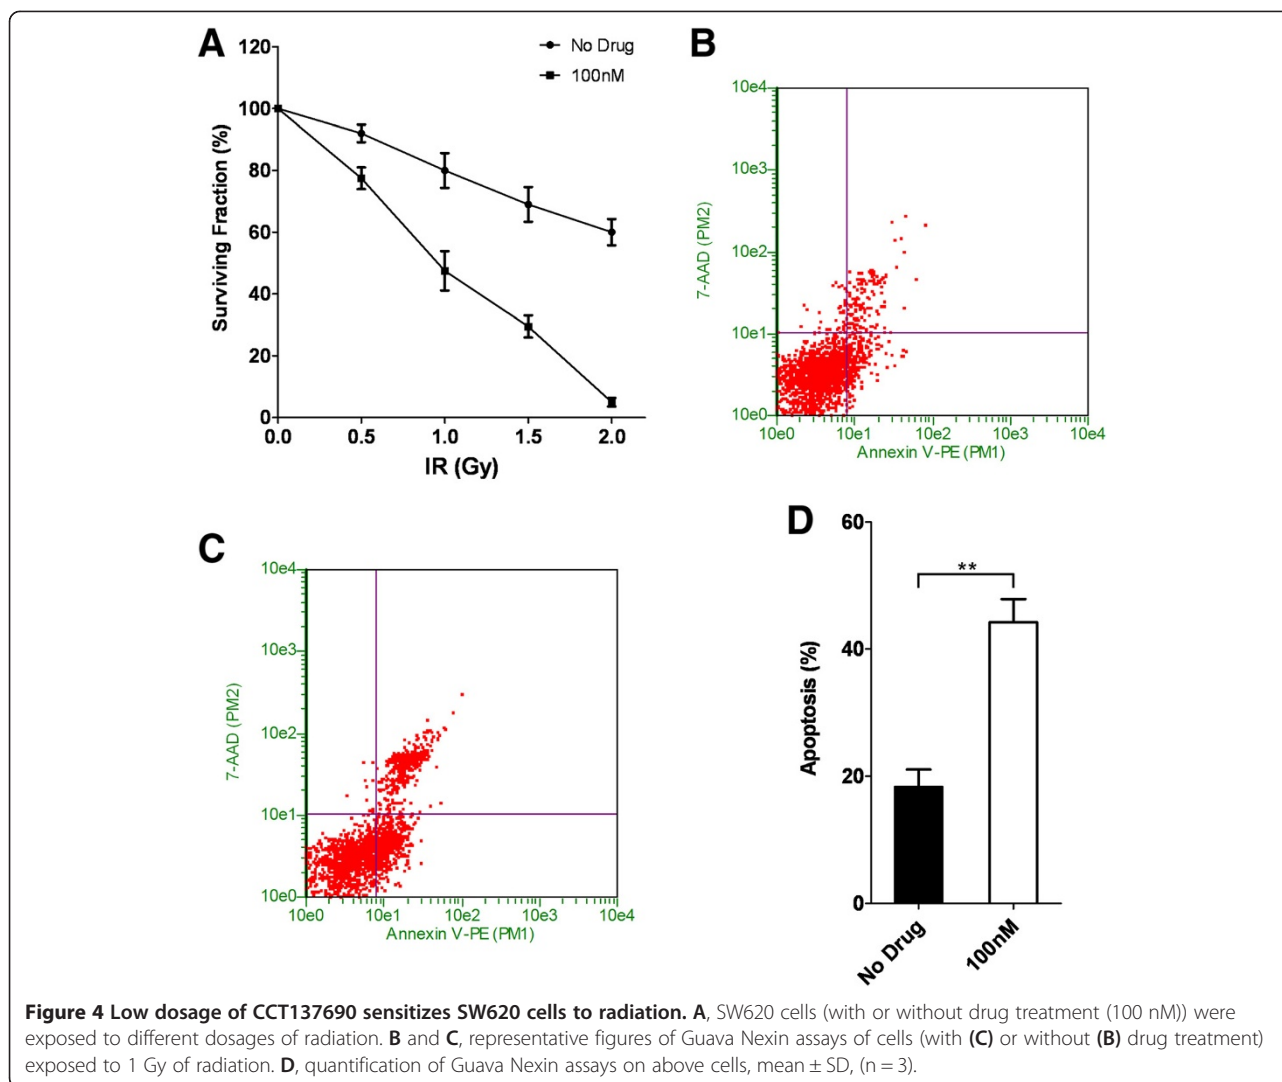 A
120
100
80
60
40
20
0
Surviving Fraction (%)
No Drug
100nM
0.0 0.5 1.0 1.5 2.0
IR (Gy)
B
10e4
10e3
10e2
10e1
10e0
7-AAD (PM2)
10e0 10e1 10e2 10e3 10e4
Annexin V-PE (PM1)
C
10e4
10e3
10e2
10e1
10e0
7-AAD (PM2)
10e0 10e1 10e2 10e3 10e4
Annexin V-PE (PM1)
D
60
40
20
0
Apoptosis (%)
**
No Drug
100nM
Figure 4 Low dosage of CCT137690 sensitizes SW620 cells to radiation. A, SW620 cells (with or without drug treatment (100 nM)) were
exposed to different dosages of radiation. B and C, representative figures of Guava Nexin assays of cells (with (C) or without (B) drug treatment)
exposed to 1 Gy of radiation. D, quantification of Guava Nexin assays on above cells, mean ± SD, (n = 3).